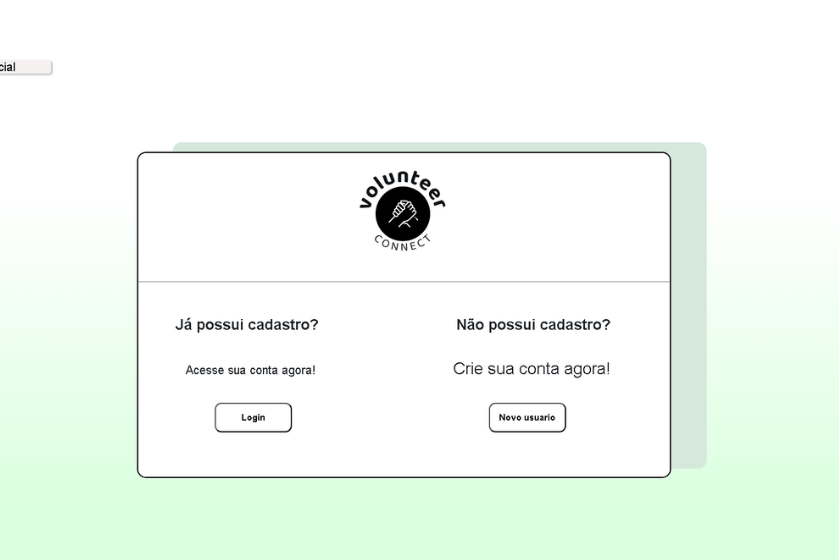 cial
volunteer
CONNECT
Já possui cadastro?
Não possui cadastro?
Acesse sua conta agora!
Crie sua conta agora!
Login
Novo usuario